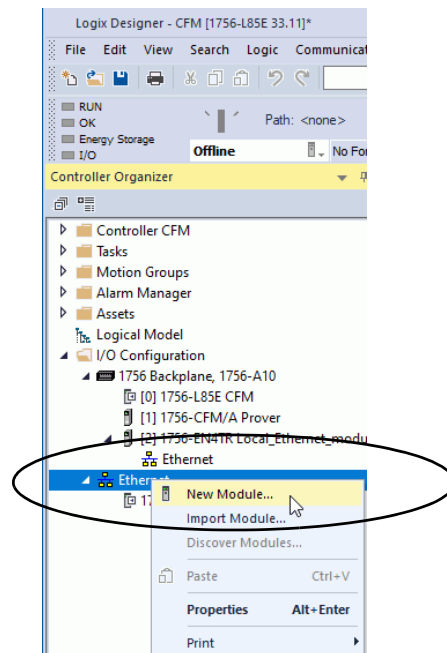 Logix Designer - CFM [1756-L85E 33.11]*
File Edit View Search Logic Communicat
RUN
OK
Energy Storage
I/O
Path: <none>
Offline
No For
Controller Organizer
Controller CFM
Tasks
Motion Groups
Alarm Manager
Assets
Logical Model
I/O Configuration
1756 Backplane, 1756-A10
[0] 1756-L85E CFM
[1] 1756-CFM/A Prover
[2] 1756-EN4TR Local_Ethernet_modu
Ethernet
Ethernet
17
New Module...
Import Module...
Discover Modules...
Paste Ctrl+V
Properties Alt+Enter
Print